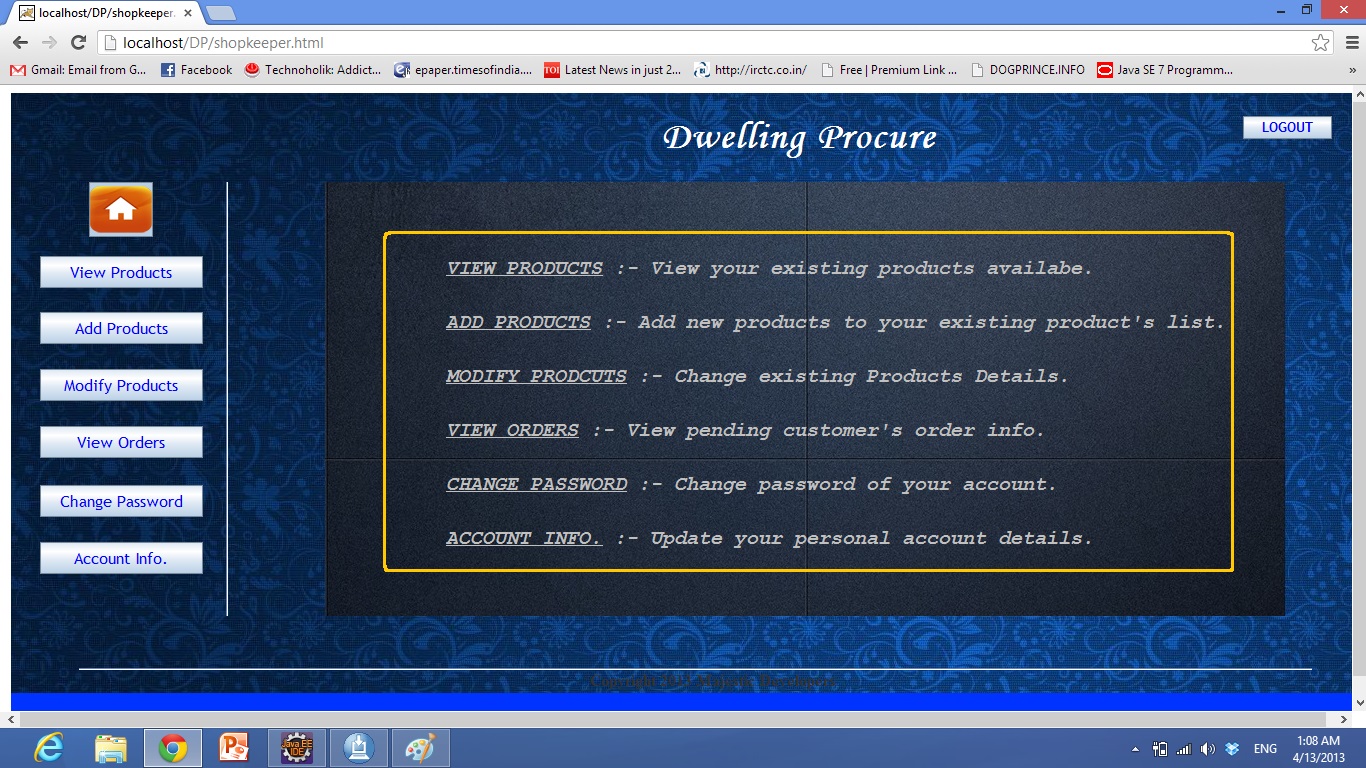 localhost/DP/shopkeeper.
localhost/DP/shopkeeper.html
Gmail: Email from G...
Facebook
Technoholik: Addict...
epaper.timesofindia....
TOI
Latest News in just 2...
http://irctc.co.in/
Free | Premium Link ...
DOGPRINCE.INFO
Java SE 7 Programm...
»
Dwelling Procure
LOGOUT
View Products
Add Products
Modify Products
View Orders
Change Password
Account Info.
VIEW PRODUCTS :- View your existing products availabe.
ADD PRODUCTS :- Add new products to your existing product's list.
MODIFY PRODCUTS :- Change existing Products Details.
VIEW ORDERS :- View pending customer's order info.
CHANGE PASSWORD :- Change password of your account.
ACCOUNT INFO. :- Update your personal account details.
Java EE
IDE
ENG
1:08 AM
4/13/2013